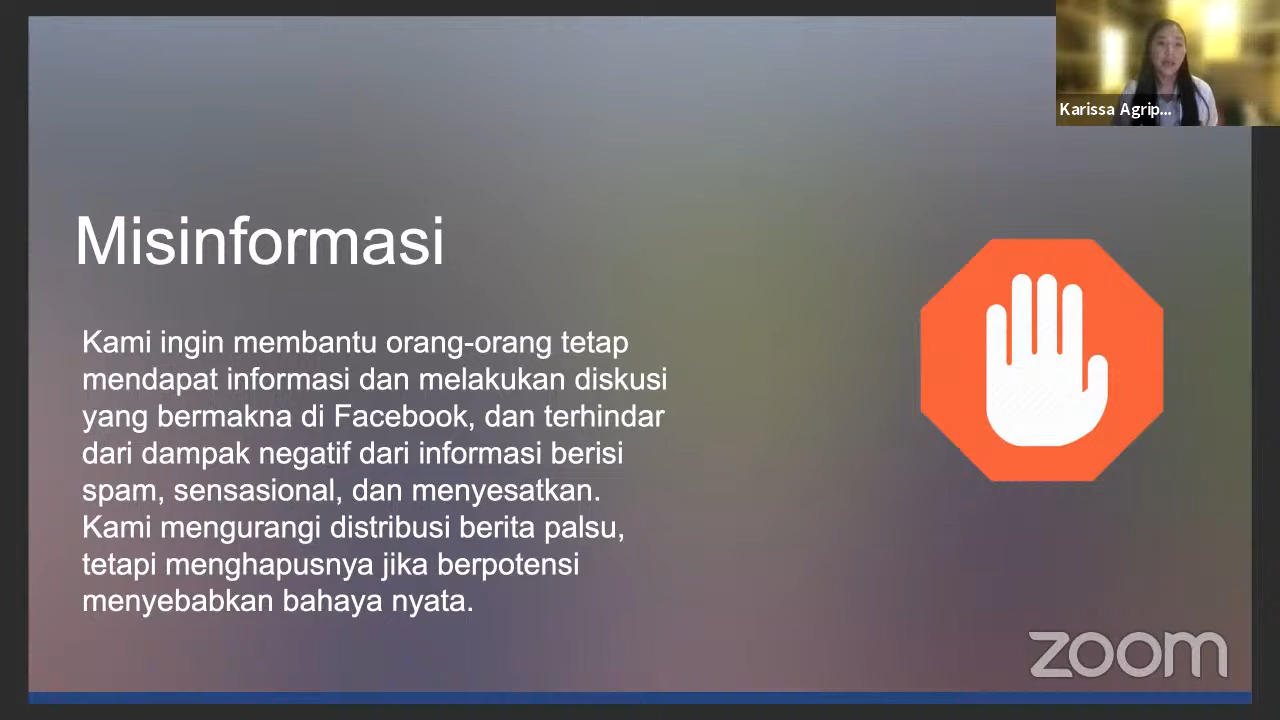 Karissa Agrip...
Misinformasi
Kami ingin membantu orang-orang tetap
mendapat informasi dan melakukan diskusi
yang bermakna di Facebook, dan terhindar
dari dampak negatif dari informasi berisi
spam, sensasional, dan menyesatkan.
Kami mengurangi distribusi berita palsu,
tetapi menghapusnya jika berpotensi
menyebabkan bahaya nyata.
zoom